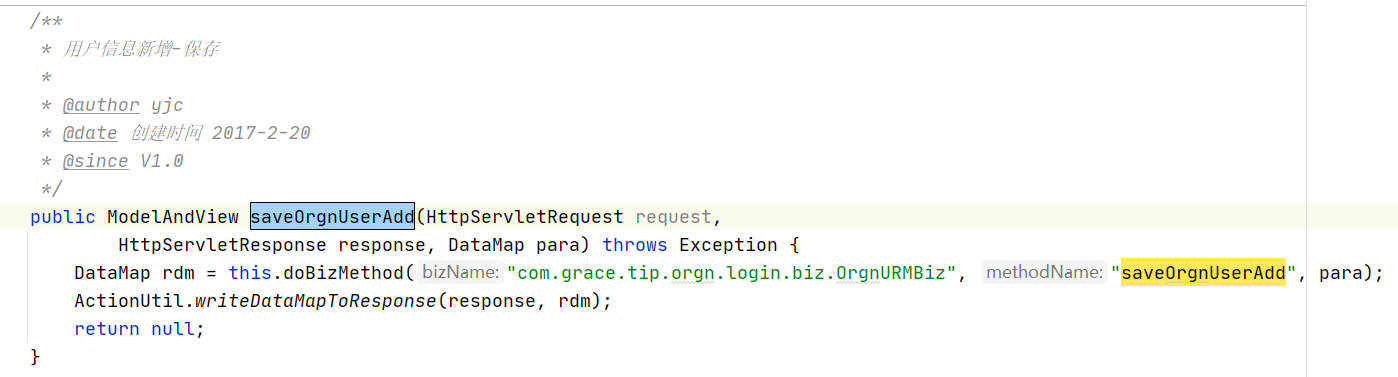 /**
 * 用户信息新增-保存
 *
 * @author yjc
 * @date 创建时间 2017-2-20
 * @since V1.0
 */
public ModelAndView saveOrgnUserAdd(HttpServletRequest request,
        HttpServletResponse response, DataMap para) throws Exception {
    DataMap rdm = this.doBizMethod( bizName: "com.grace.tip.orgn.login.biz.OrgnURMBiz", methodName: "saveOrgnUserAdd", para);
    ActionUtil.writeDataMapToResponse(response, rdm);
    return null;
}